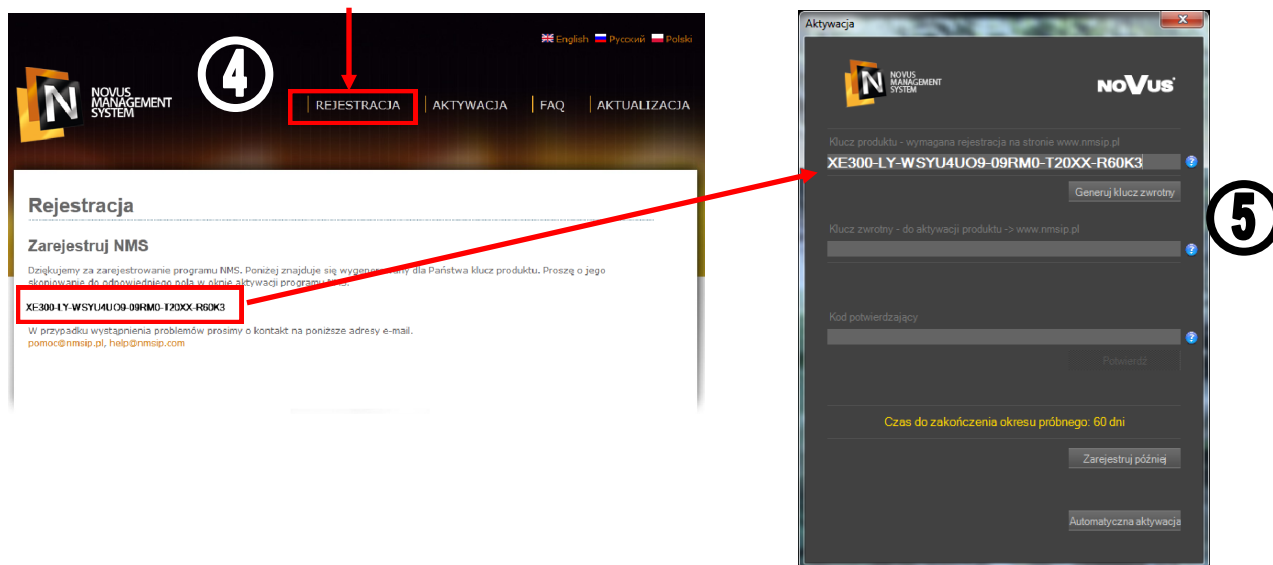 English Русский Polski
4
NOVUS
MANAGEMENT
SYSTEM
REJESTRACJA AKTYWACJA FAQ AKTUALIZACJA
Rejestracja
Zarejestruj NMS
Dziękujemy za zarejestrowanie programu NMS. Poniżej znajduje się wygenerowany dla Państwa klucz produktu. Proszę o jego
skopiowanie do odpowiedniego pola w oknie aktywacji programu NMS.
XE300-LY-WSYU4UO9-09RM0-T20XX-R60K3
W przypadku wystąpienia problemów prosimy o kontakt na poniższe adresy e-mail.
pomoc@nmsip.pl, help@nmsip.com
Aktywacja
NOVUS
MANAGEMENT
SYSTEM
NOVUS
Klucz produktu - wymagana rejestracja na stronie www.nmsip.pl
XE300-LY-WSYU4UO9-09RM0-T20XX-R60K3
Generuj klucz zwrotny
5
Klucz zwrotny - do aktywacji produktu -> www.nmsip.pl
Kod potwierdzający
Potwierdź
Czas do zakończenia okresu próbnego: 60 dni
Zarejestruj później
Automatyczna aktywacja